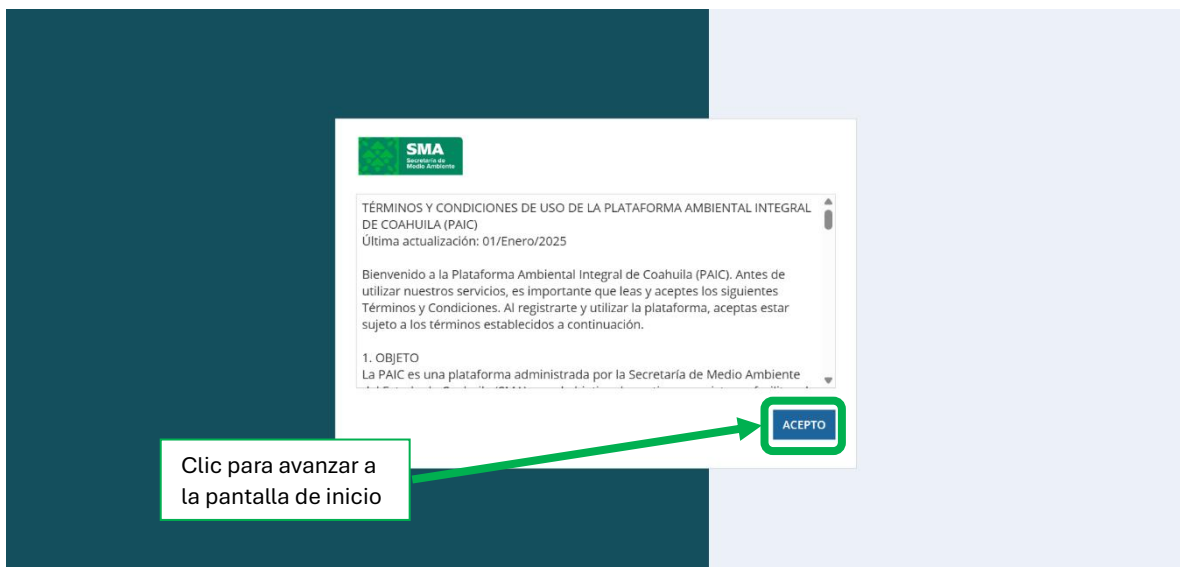 SMA
Secretaría de
Medio Ambiente
TÉRMINOS Y CONDICIONES DE USO DE LA PLATAFORMA AMBIENTAL INTEGRAL
DE COAHUILA (PAIC)
Última actualización: 01/Enero/2025
Bienvenido a la Plataforma Ambiental Integral de Coahuila (PAIC). Antes de
utilizar nuestros servicios, es importante que leas y aceptes los siguientes
Términos y Condiciones. Al registrarte y utilizar la plataforma, aceptas estar
sujeto a los términos establecidos a continuación.
1. OBJETO
La PAIC es una plataforma administrada por la Secretaría de Medio Ambiente
ACEPTO
Clic para avanzar a
la pantalla de inicio